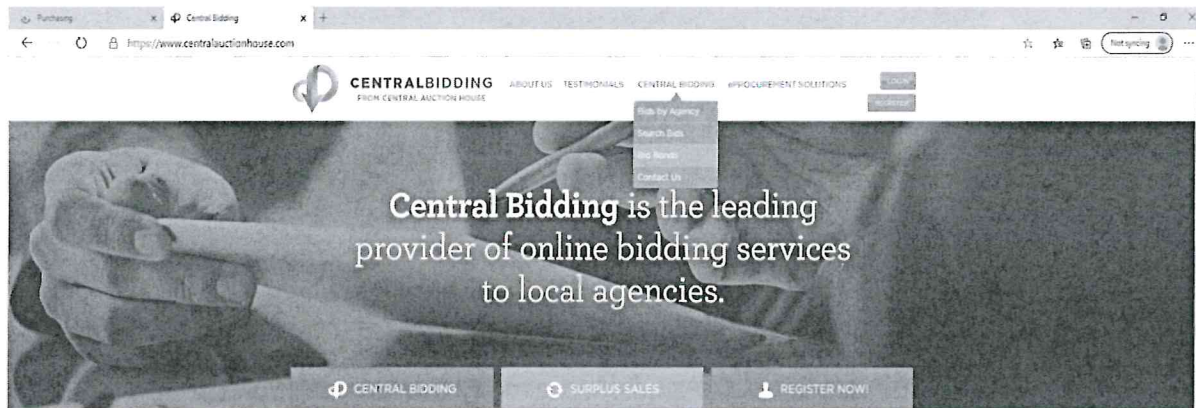 Purchasing
Central Bidding
https://www.centralauctionhouse.com
Not syncing
CENTRALBIDDING
FROM CENTRAL AUCTION HOUSE
ABOUT US TESTIMONIALS CENTRAL BIDDING ePROCUREMENT SOLUTIONS
LOGIN
REGISTER
Bids by Agency
Search Bids
Bid Bonds
Contact Us
Central Bidding is the leading
provider of online bidding services
to local agencies.
CENTRAL BIDDING
SURPLUS SALES
REGISTER NOW!